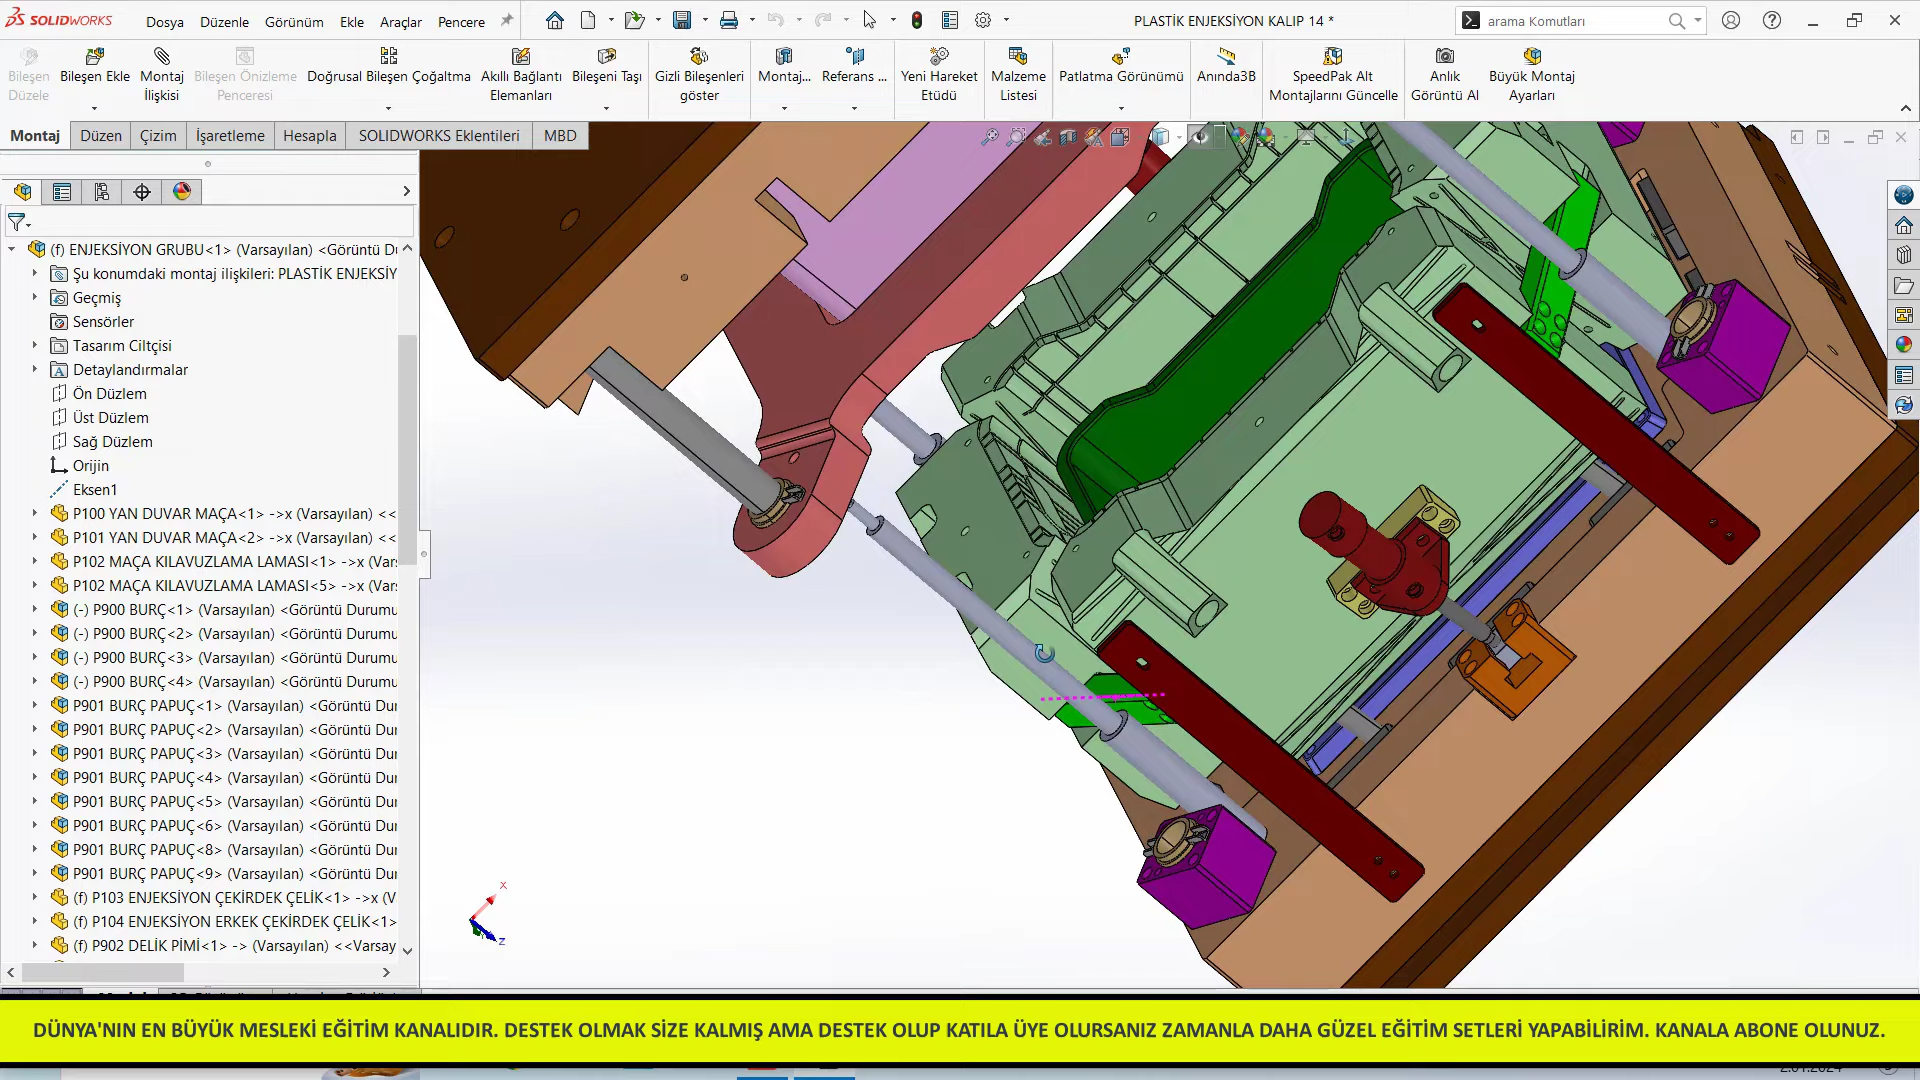 SOLIDWORKS
Dosya Düzenle Görünüm Ekle Araçlar Pencere
PLASTİK ENJEKSİYON KALIP 14 *
arama Komutları
Bileşen Düzele
Bileşen Ekle
Montaj İlişkisi
Bileşen Önizleme Penceresi
Doğrusal Bileşen Çoğaltma
Akıllı Bağlantı Elemanları
Bileşeni Taşı
Gizli Bileşenleri göster
Montaj...
Referans ...
Yeni Hareket Etüdü
Malzeme Listesi
Patlatma Görünümü
Anında3B
SpeedPak Alt Montajlarını Güncelle
Anlık Görüntü Al
Büyük Montaj Ayarları
Montaj Düzen Çizim İşaretleme Hesapla SOLIDWORKS Eklentileri MBD
(f) ENJEKSİYON GRUBU<1> (Varsayılan) <Görüntü Du
Şu konumdaki montaj ilişkileri: PLASTİK ENJEKSİY
Geçmiş
Sensörler
Tasarım Ciltçisi
Detaylandırmalar
Ön Düzlem
Üst Düzlem
Sağ Düzlem
Orijin
Eksen1
P100 YAN DUVAR MAÇA<1> ->x (Varsayılan) <<
P101 YAN DUVAR MAÇA<2> ->x (Varsayılan) <<
P102 MAÇA KILAVUZLAMA LAMASI<1> ->x (Var
P102 MAÇA KILAVUZLAMA LAMASI<5> ->x (Var
(-) P900 BURÇ<1> (Varsayılan) <Görüntü Durumu
(-) P900 BURÇ<2> (Varsayılan) <Görüntü Durumu
(-) P900 BURÇ<3> (Varsayılan) <Görüntü Durumu
(-) P900 BURÇ<4> (Varsayılan) <Görüntü Durumu
P901 BURÇ PAPUÇ<1> (Varsayılan) <Görüntü Dur
P901 BURÇ PAPUÇ<2> (Varsayılan) <Görüntü Dur
P901 BURÇ PAPUÇ<3> (Varsayılan) <Görüntü Dur
P901 BURÇ PAPUÇ<4> (Varsayılan) <Görüntü Dur
P901 BURÇ PAPUÇ<5> (Varsayılan) <Görüntü Dur
P901 BURÇ PAPUÇ<6> (Varsayılan) <Görüntü Dur
P901 BURÇ PAPUÇ<8> (Varsayılan) <Görüntü Dur
P901 BURÇ PAPUÇ<9> (Varsayılan) <Görüntü Dur
(f) P103 ENJEKSİYON ÇEKİRDEK ÇELİK<1> ->x (V
(f) P104 ENJEKSİYON ERKEK ÇEKİRDEK ÇELİK<1>
(f) P902 DELİK PİMİ<1> -> (Varsayılan) <<Varsay
X
Z
DÜNYA'NIN EN BÜYÜK MESLEKİ EĞİTİM KANALIDIR. DESTEK OLMAK SİZE KALMIŞ AMA DESTEK OLUP KATILA ÜYE OLURSANIZ ZAMANLA DAHA GÜZEL EĞİTİM SETLERİ YAPABİLİRİM. KANALA ABONE OLUNUZ.